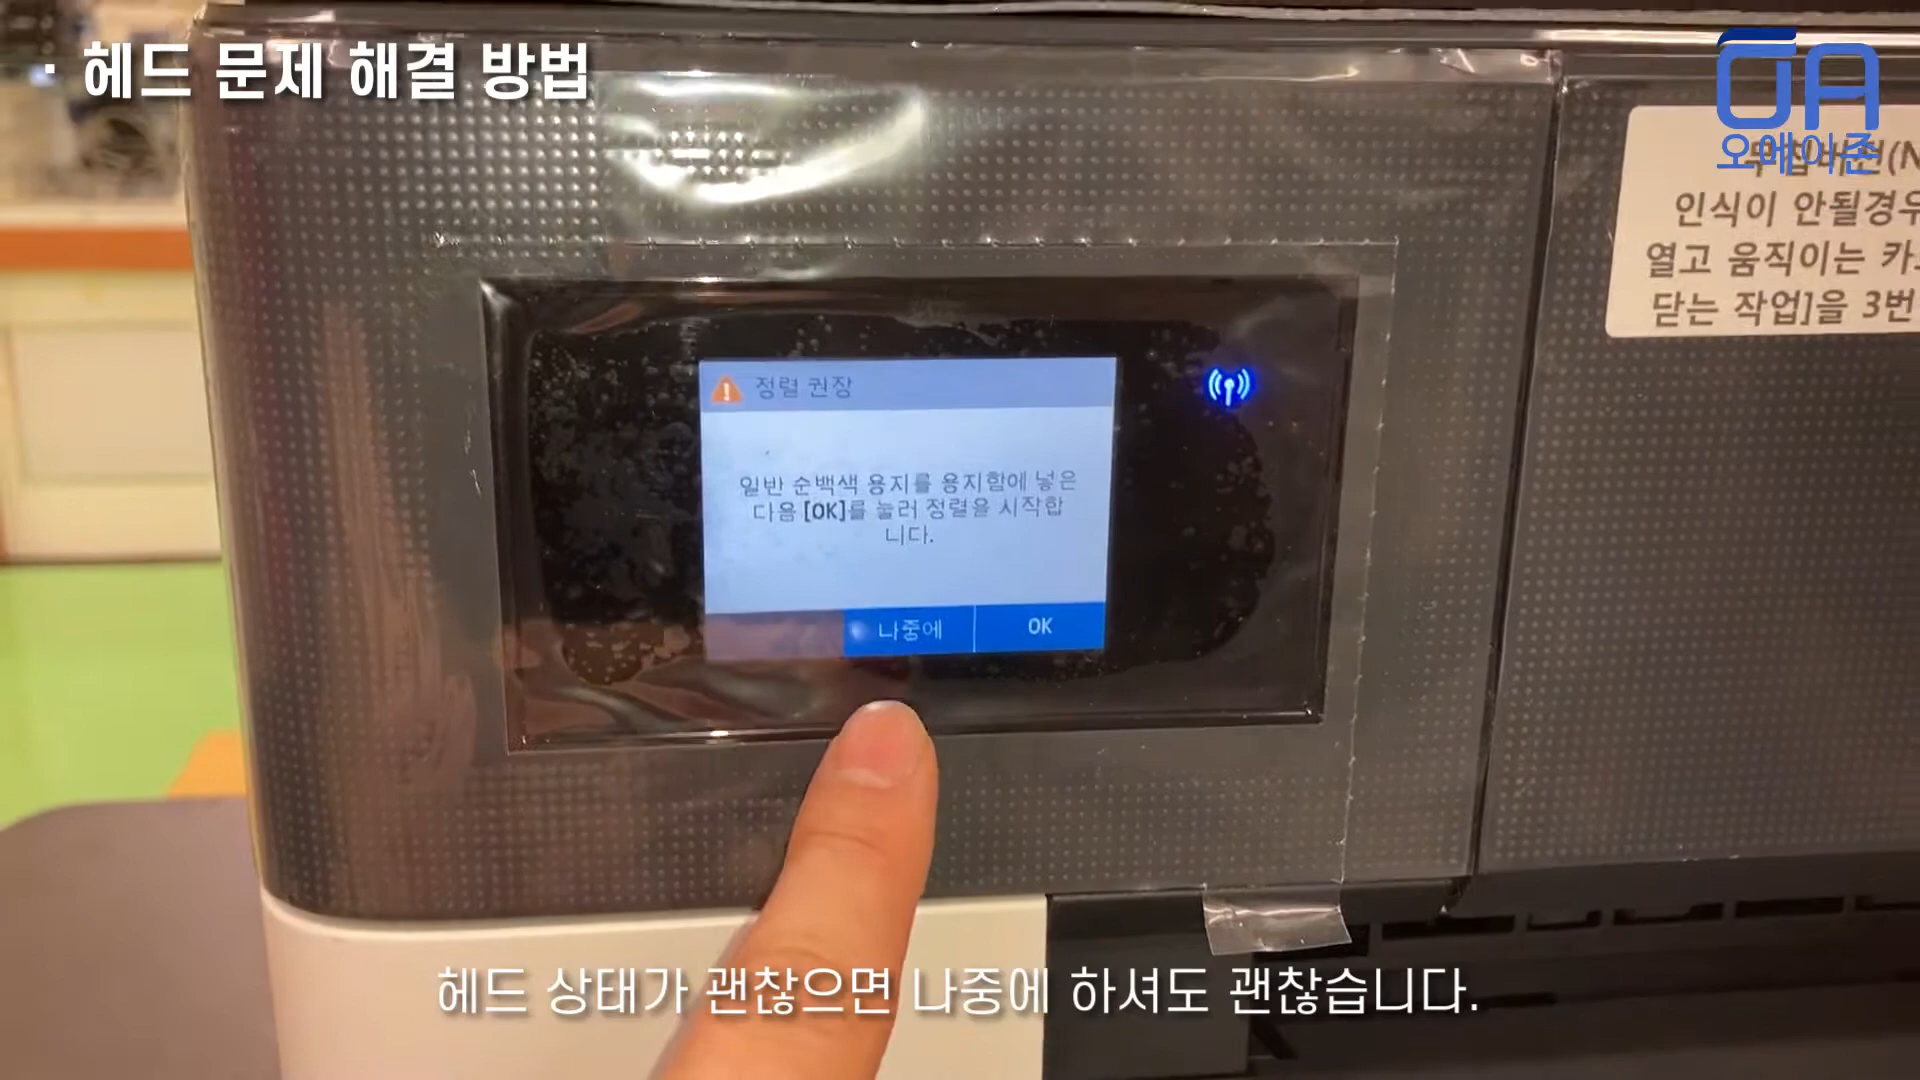 · 헤드 문제 해결 방법
오메이존
인식이 안될경우
열고 움직이는
닫는 작업]을 3번
정렬 권장
일반 순백색 용지를 용지함에 넣은
다음 [OK]를 눌러 정렬을 시작합
니다.
나중에
OK
헤드 상태가 괜찮으면 나중에 하셔도 괜찮습니다.